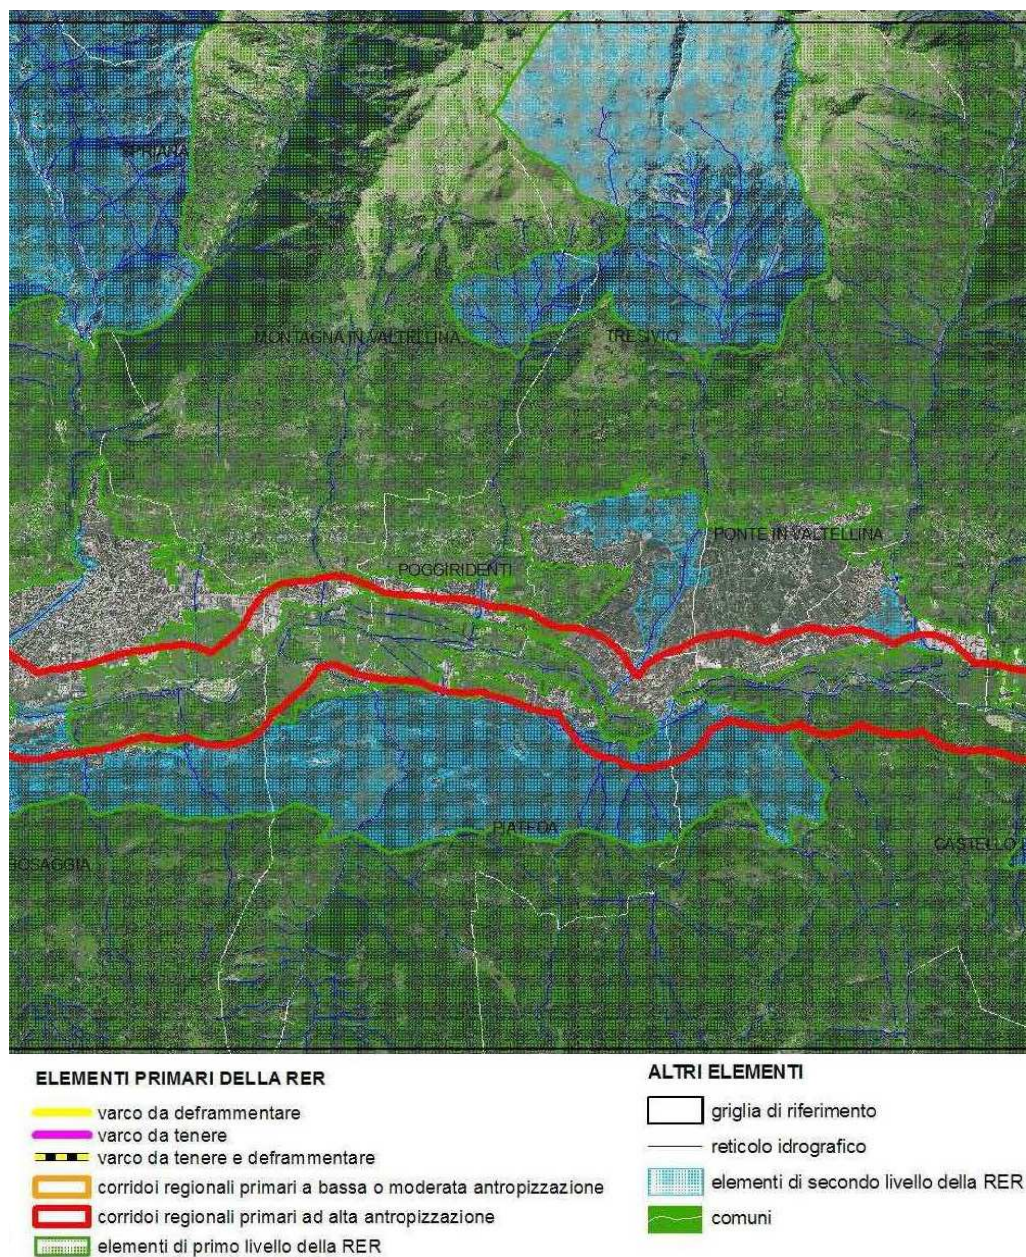 MONTAGNA IN VALTELLINA
TRESIVIO
PONTE IN VALTELLINA
POGGIRIDENTI
PIATEDA
CASTELLO
OSAGGIA
ELEMENTI PRIMARI DELLA RER
varco da deframmentare
varco da tenere
varco da tenere e deframmentare
corridoi regionali primari a bassa o moderata antropizzazione
corridoi regionali primari ad alta antropizzazione
elementi di primo livello della RER
ALTRI ELEMENTI
griglia di riferimento
reticolo idrografico
elementi di secondo livello della RER
comuni